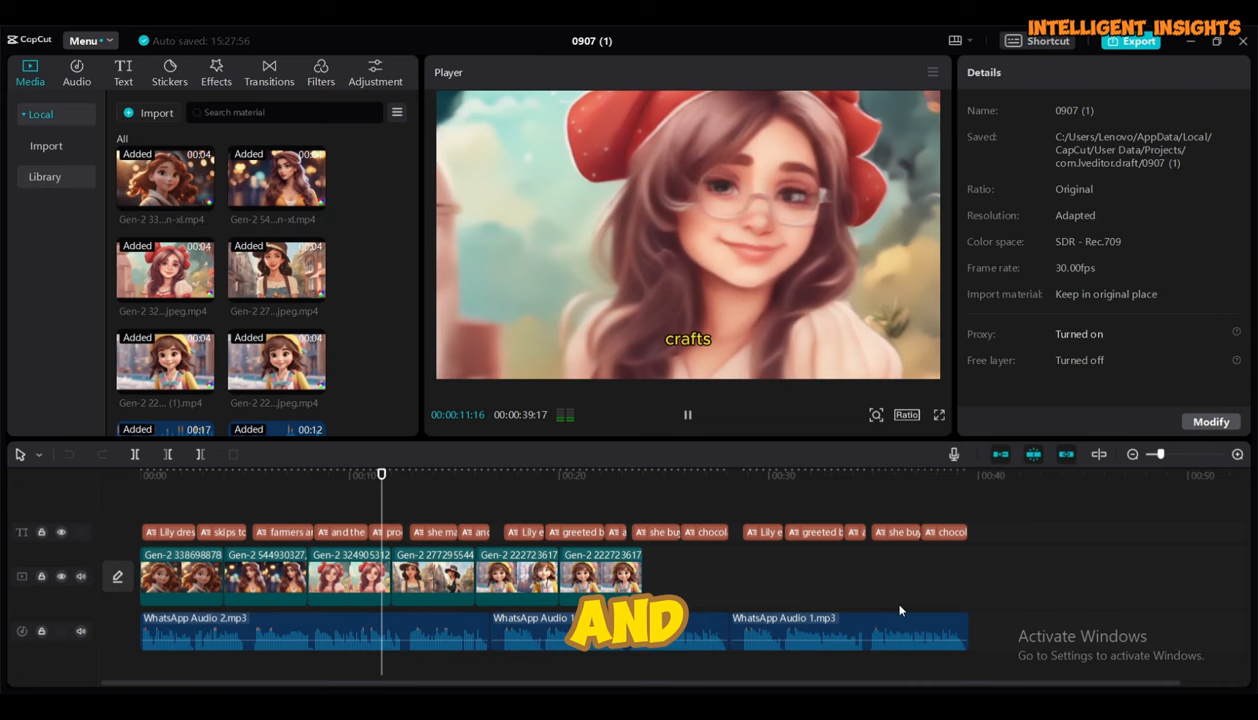 INTELLIGENT INSIGHTS
CapCut
Menu
Auto saved: 15:27:56
0907 (1)
Shortcut
Export
Media
Audio
Text
Stickers
Effects
Transitions
Filters
Adjustment
Local
Import
Library
Import
Search material
All
Added 00:04
Added
Gen-2 33...n-xl.mp4
Gen-2 54...n-xl.mp4
Added 00:04
Added 00:04
Gen-2 32...jpeg.mp4
Gen-2 27...jpeg.mp4
Added 00:04
Added 00:04
Gen-2 22... (1).mp4
Gen-2 22...jpeg.mp4
Added 00:17
Added 00:12
Player
crafts
00:00:11:16
00:00:39:17
Ratio
Details
Name: 0907 (1)
Saved: C:/Users/Lenovo/AppData/Local/
CapCut/User Data/Projects/
com.lveditor.draft/0907 (1)
Ratio: Original
Resolution: Adapted
Color space: SDR - Rec.709
Frame rate: 30.00fps
Import material: Keep in original place
Proxy: Turned on
Free layer: Turned off
Modify
00:00
00:10
00:20
00:30
00:40
00:50
Lily dres
skips to
farmers ar
and the
pro
she ma
and
Lily e
greeted b
a
she buy
chocol
Lily e
greeted b
a
she buy
chocol
Gen-2 338698878
Gen-2 544930327,
Gen-2 324905312
Gen-2 277295544
Gen-2 222723617
Gen-2 222723617
WhatsApp Audio 2.mp3
WhatsApp Audio 1
WhatsApp Audio 1.mp3
AND
Activate Windows
Go to Settings to activate Windows.